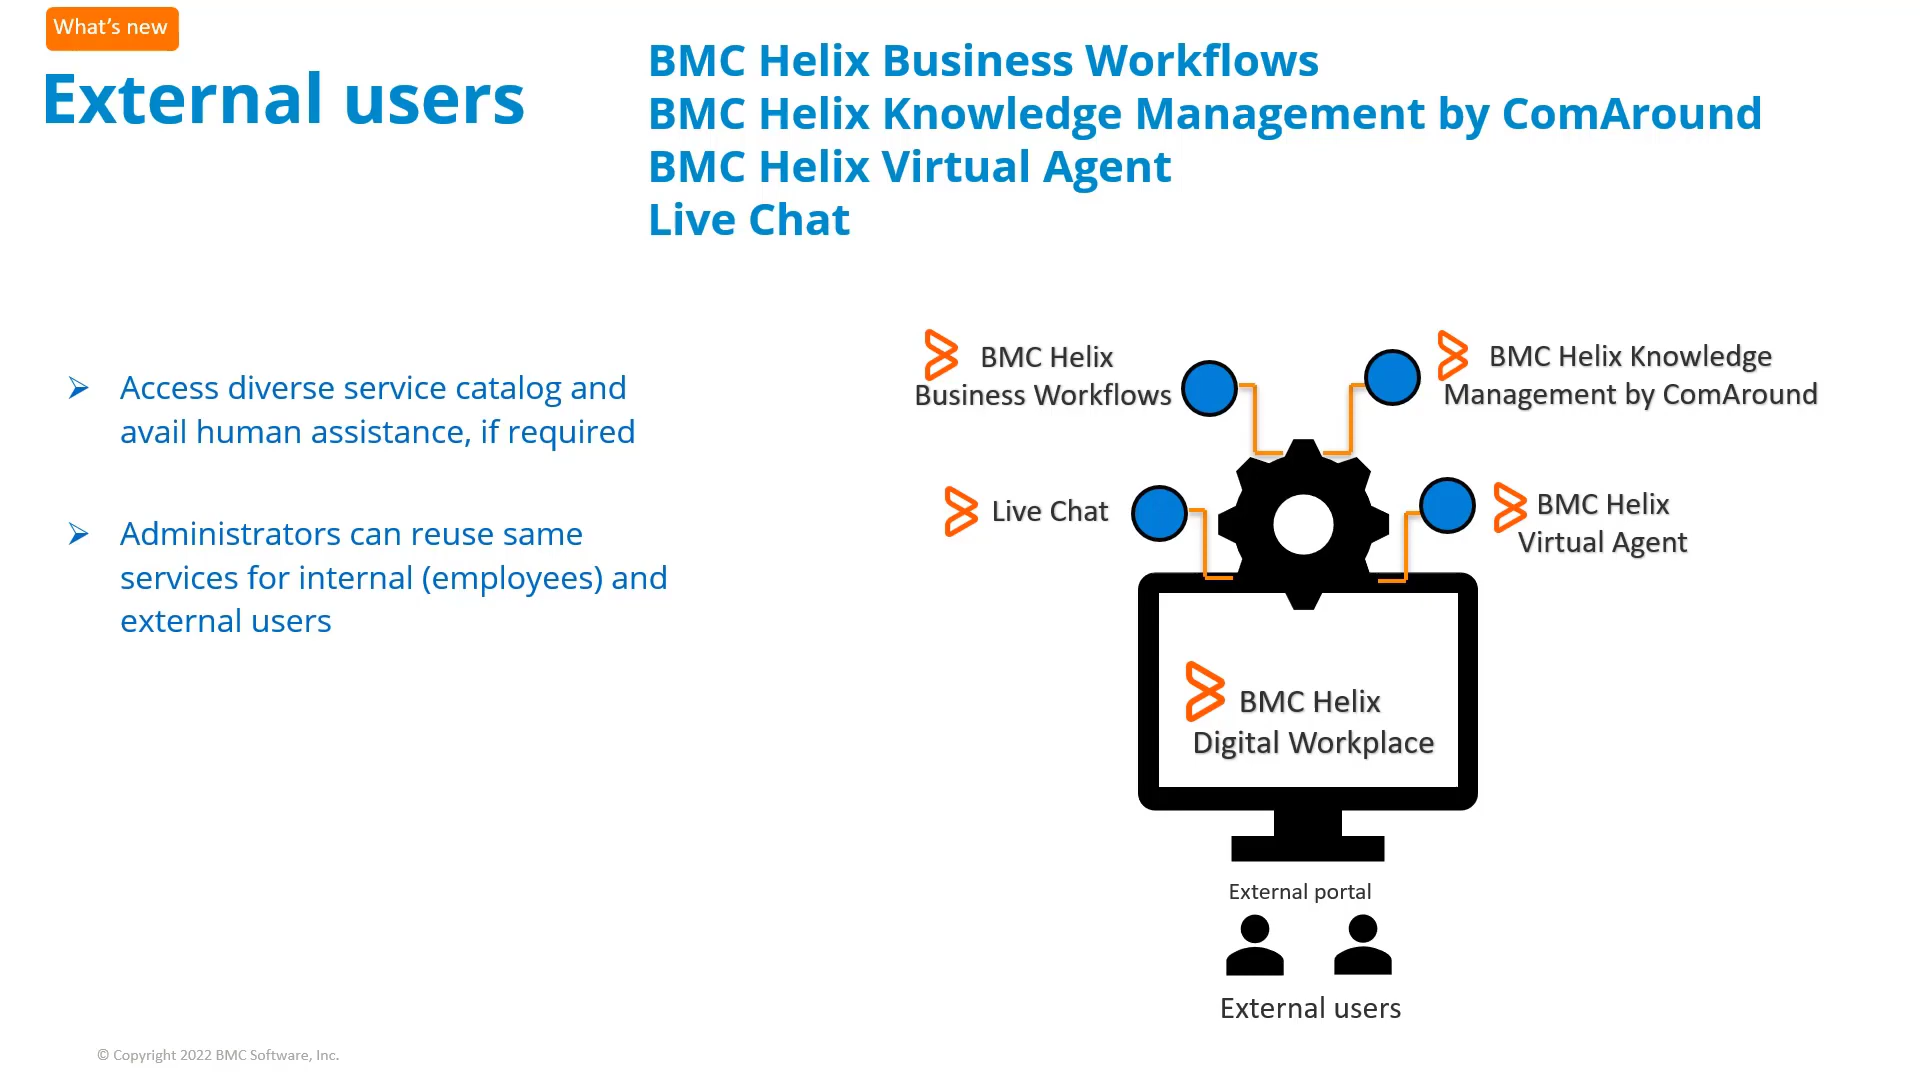 What's new
External users
BMC Helix Business Workflows
BMC Helix Knowledge Management by ComAround
BMC Helix Virtual Agent
Live Chat
Access diverse service catalog and
avail human assistance, if required
Administrators can reuse same
services for internal (employees) and
external users
BMC Helix
Business Workflows
BMC Helix Knowledge
Management by ComAround
Live Chat
BMC Helix
Virtual Agent
BMC Helix
Digital Workplace
External portal
External users
© Copyright 2022 BMC Software, Inc.